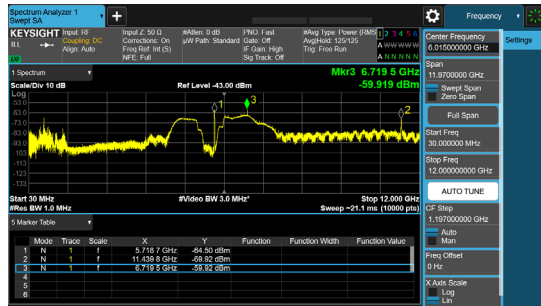 Spectrum Analyzer 1
Swept SA
Frequency
KEYSIGHT Input: RF
Coupling: DC
Align: Auto
Input Z: 50 Ω
Corrections: On
Freq Ref: Int (S)
NFE: Full
#Atten: 0 dB
µW Path: Standard
PNO: Fast
Gate: Off
IF Gain: High
Sig Track: Off
#Avg Type: Power (RMS
Avg|Hold: 125/125
Trig: Free Run
1 2 3 4 5 6
A W W W W W
A N N N N N
1 Spectrum
Scale/Div 10 dB
Ref Level -43.00 dBm
Mkr3 6.719 5 GHz
-59.919 dBm
Log
-53.0
-63.0
-73.0
-83.0
-93.0
-103
-113
-123
-133
1
3
2
Start 30 MHz
#Res BW 1.0 MHz
#Video BW 3.0 MHz*
Stop 12.000 GHz
Sweep ~21.1 ms (10000 pts)
5 Marker Table
Mode Trace Scale X Y Function Function Width Function Value
1 N 1 f 5.718 7 GHz -64.50 dBm
2 N 1 f 11.439 8 GHz -69.92 dBm
3 N 1 f 6.719 5 GHz -59.92 dBm
4
5
6
Settings
Center Frequency
6.015000000 GHz
Span
11.9700000 GHz
Swept Span
Zero Span
Full Span
Start Freq
30.000000 MHz
Stop Freq
12.000000000 GHz
AUTO TUNE
CF Step
1.197000000 GHz
Auto
Man
Freq Offset
0 Hz
X Axis Scale
Log
Lin